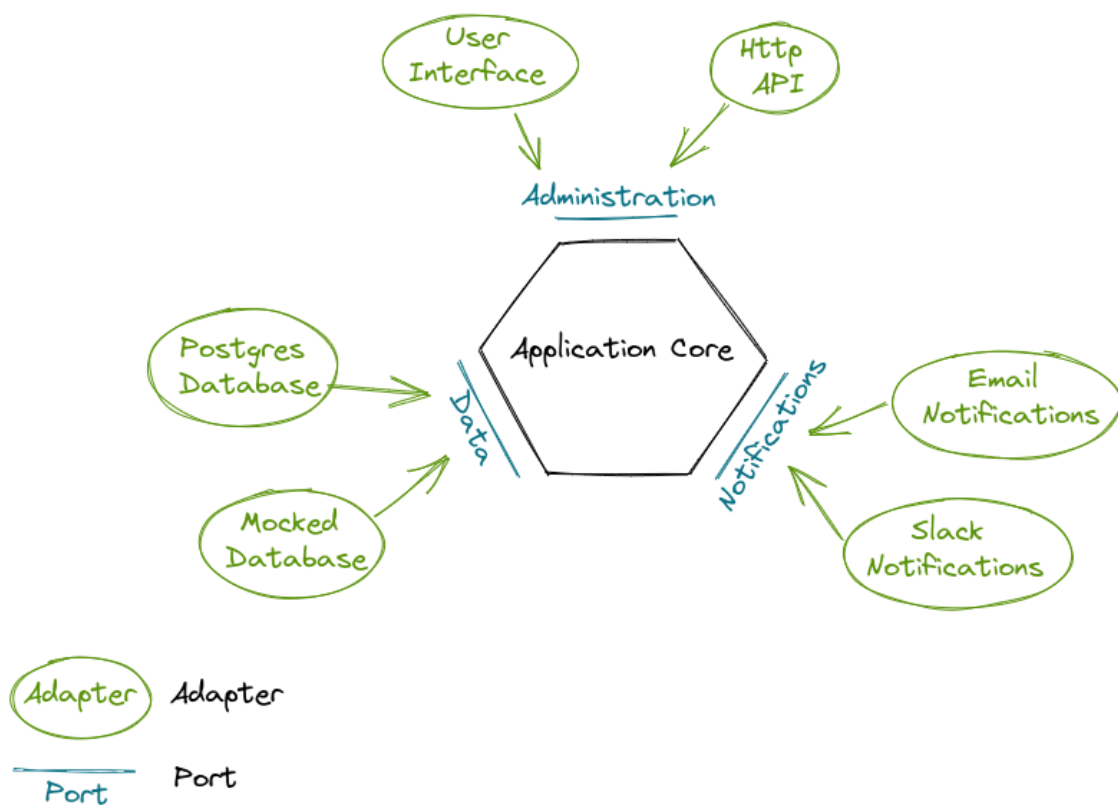 User
Interface
Http
API
Administration
Application Core
Postgres
Database
Data
Notifications
Email
Notifications
Mocked
Database
Slack
Notifications
Adapter
Adapter
Port
Port